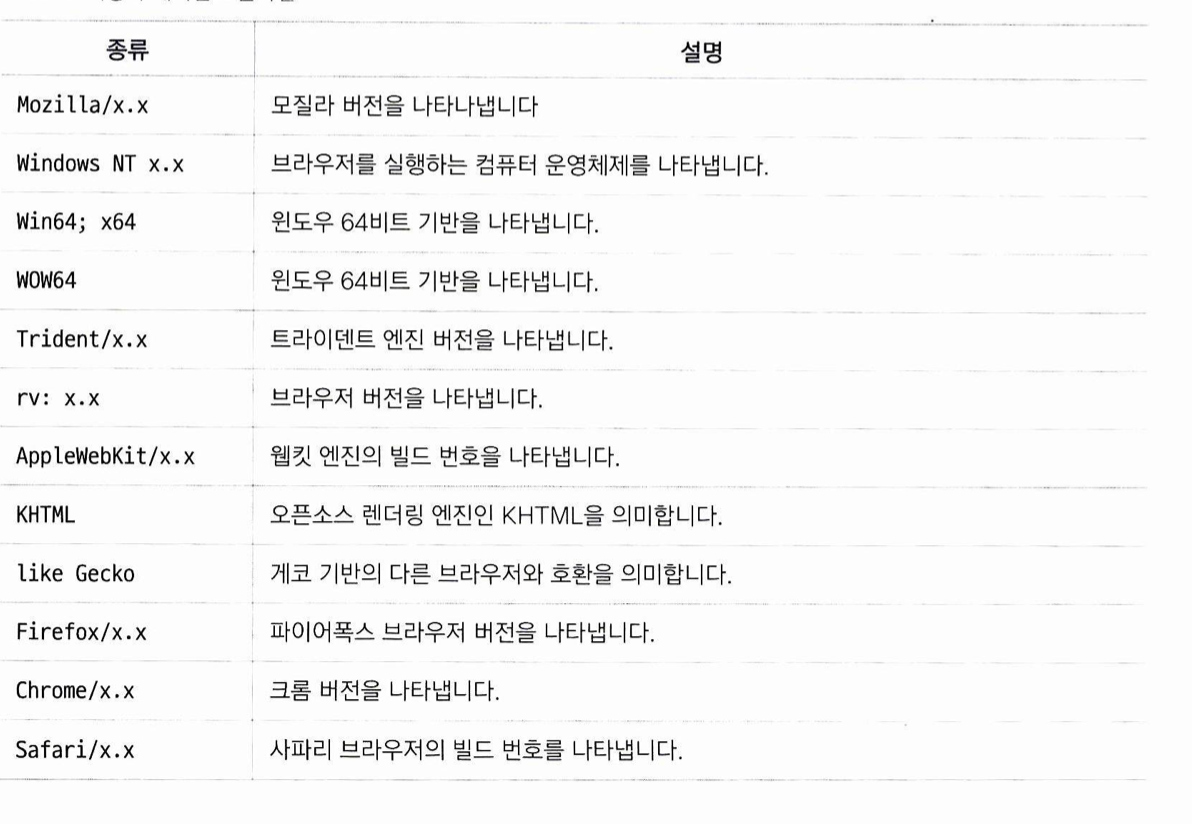 종류 설명
Mozilla/x.x 모질라 버전을 나타나냅니다
Windows NT x.x 브라우저를 실행하는 컴퓨터 운영체제를 나타냅니다.
Win64; x64 윈도우 64비트 기반을 나타냅니다.
WOW64 윈도우 64비트 기반을 나타냅니다.
Trident/x.x 트라이덴트 엔진 버전을 나타냅니다.
rv: x.x 브라우저 버전을 나타냅니다.
AppleWebKit/x.x 웹킷 엔진의 빌드 번호을 나타냅니다.
KHTML 오픈소스 렌더링 엔진인 KHTML을 의미합니다.
like Gecko 게코 기반의 다른 브라우저와 호환을 의미합니다.
Firefox/x.x 파이어폭스 브라우저 버전을 나타냅니다.
Chrome/x.x 크롬 버전을 나타냅니다.
Safari/x.x 사파리 브라우저의 빌드 번호를 나타냅니다.